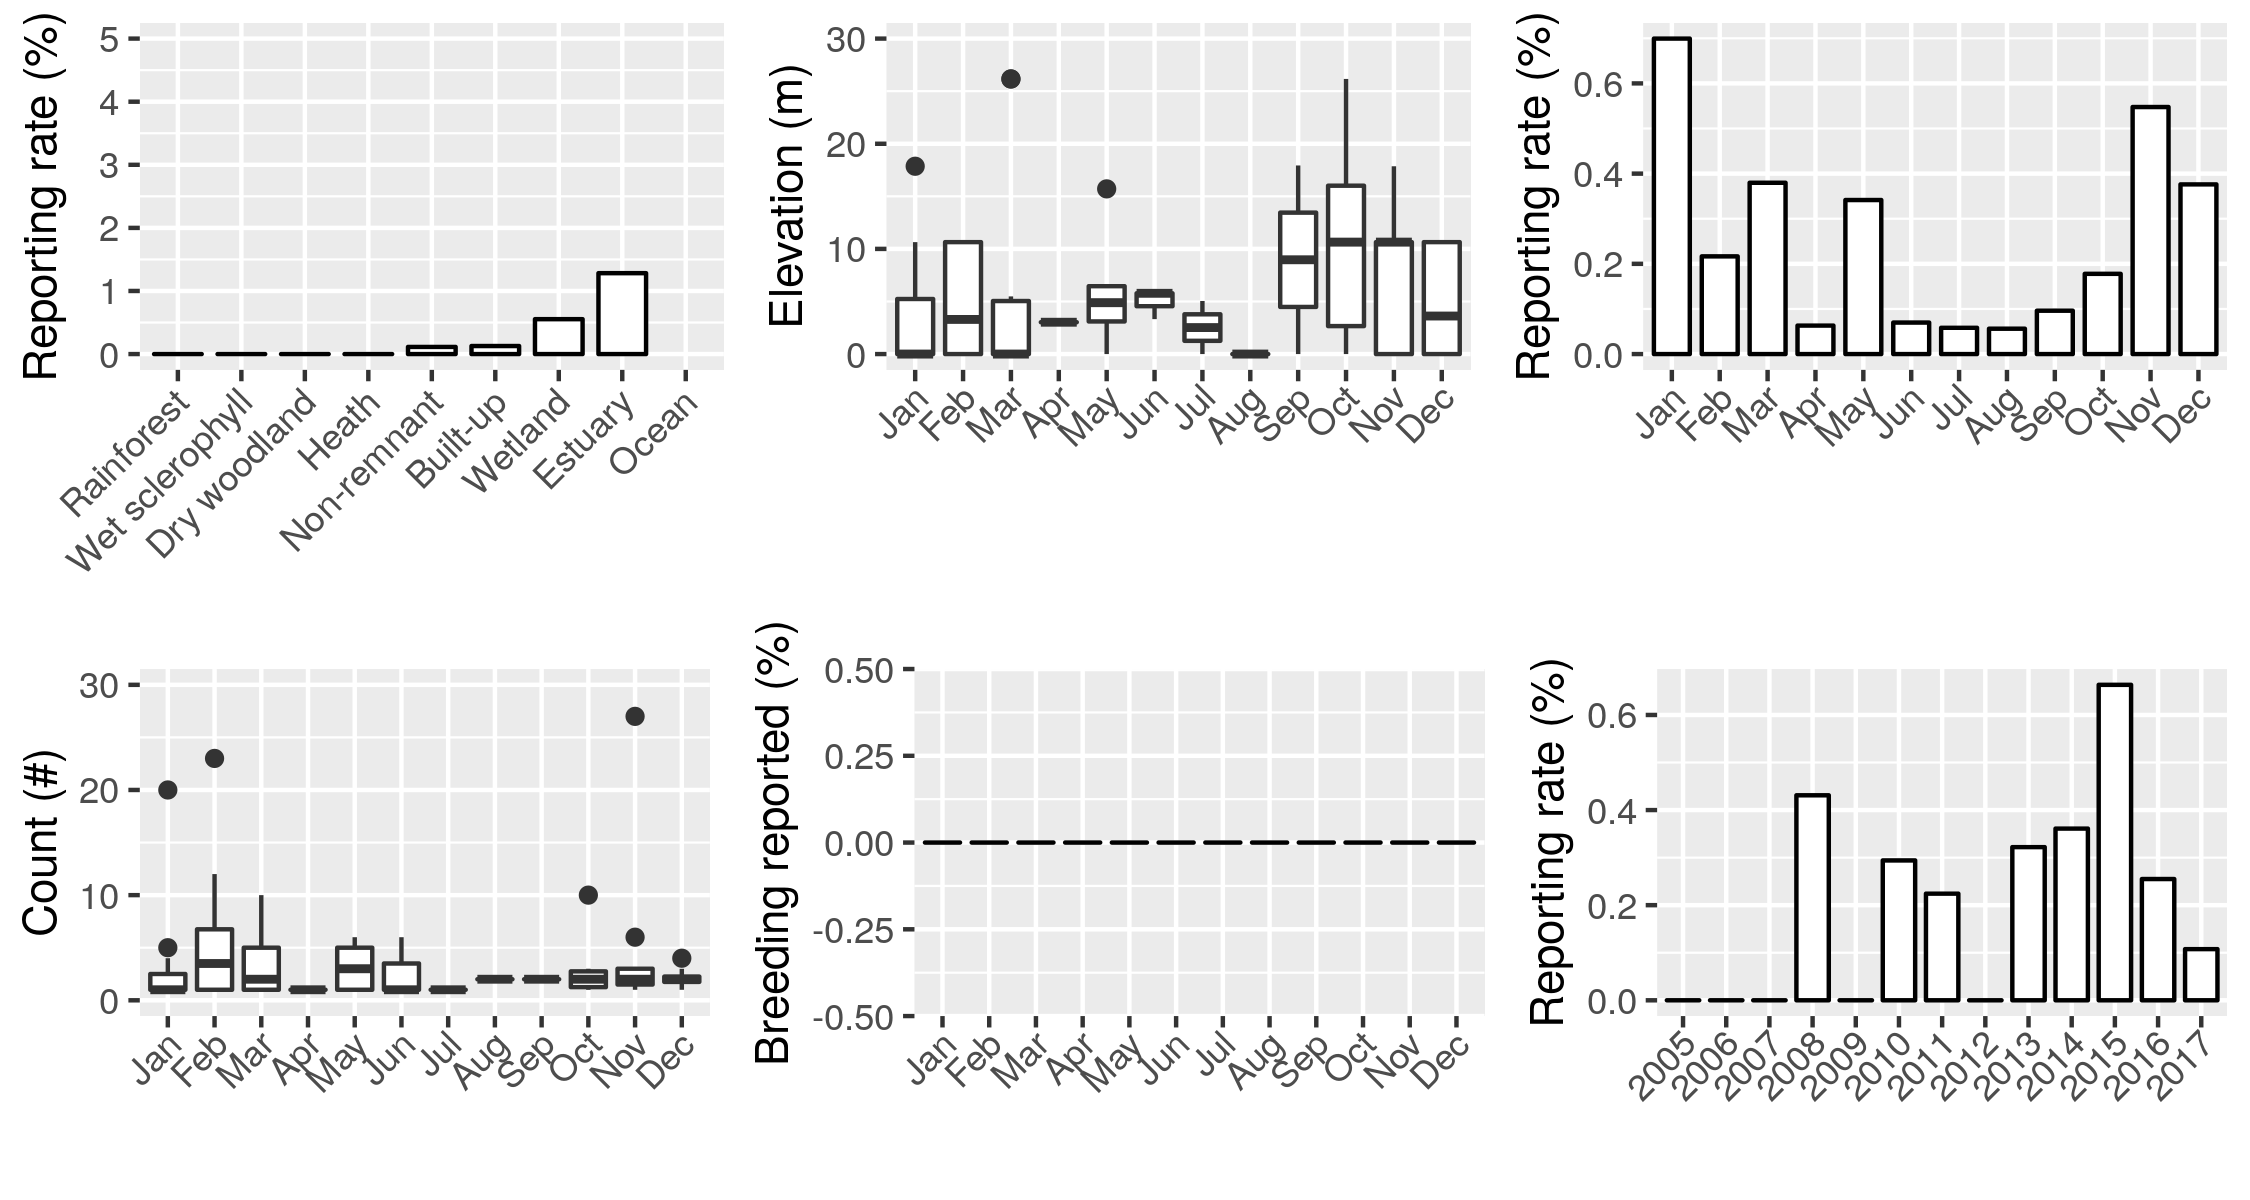 Reporting rate (%)
5
4
3
2
1
0
Rainforest
Wet sclerophyll
Dry woodland
Heath
Non-remnant
Built-up
Wetland
Estuary
Ocean
Elevation (m)
30
20
10
0
Jan
Feb
Mar
Apr
May
Jun
Jul
Aug
Sep
Oct
Nov
Dec
Reporting rate (%)
0.6
0.4
0.2
0.0
Jan
Feb
Mar
Apr
May
Jun
Jul
Aug
Sep
Oct
Nov
Dec
Count (#)
30
20
10
0
Jan
Feb
Mar
Apr
May
Jun
Jul
Aug
Sep
Oct
Nov
Dec
Breeding reported (%)
0.50
0.25
0.00
-0.25
-0.50
Jan
Feb
Mar
Apr
May
Jun
Jul
Aug
Sep
Oct
Nov
Dec
Reporting rate (%)
0.6
0.4
0.2
0.0
2005
2006
2007
2008
2009
2010
2011
2012
2013
2014
2015
2016
2017